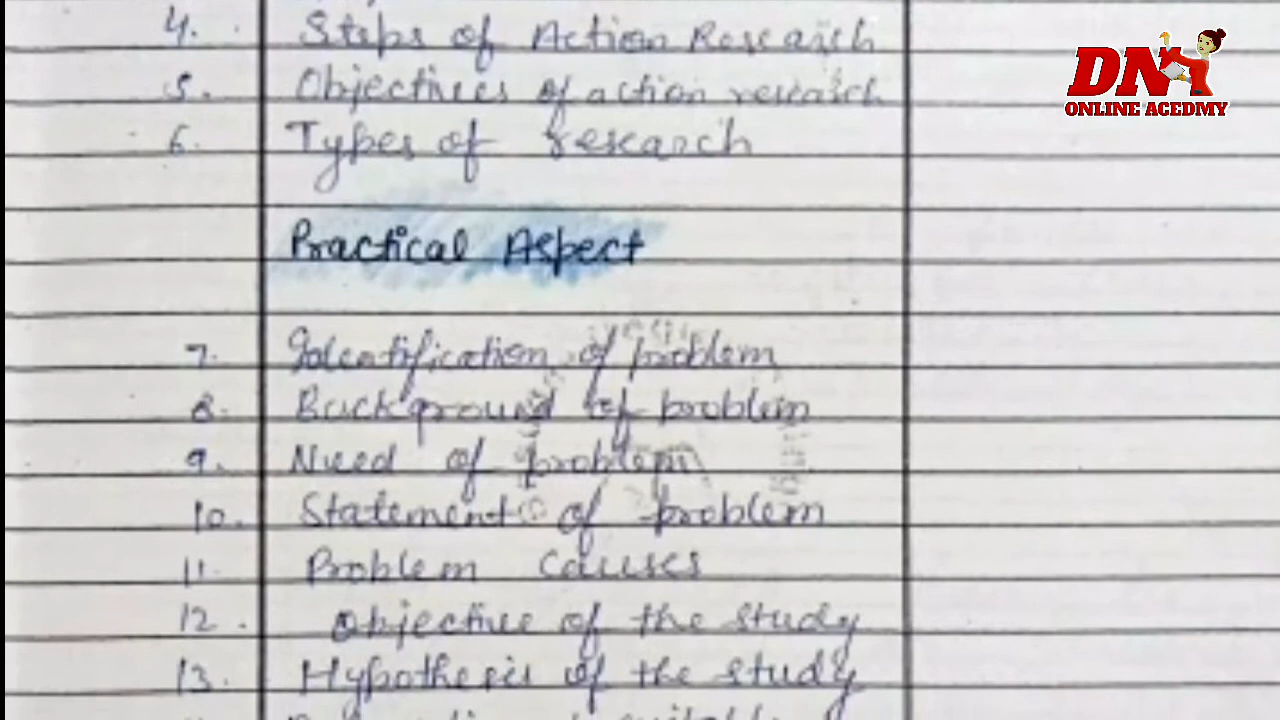 4. Steps of Action Research
5. Objectives of action research
6. Types of research
Practical Aspect
7. Identification of problem
8. Background of problem
9. Need of problem
10. Statement of problem
11. Problem Causes
12. Objective of the study
13. Hypothesis of the study
DN
ONLINE ACEDMY